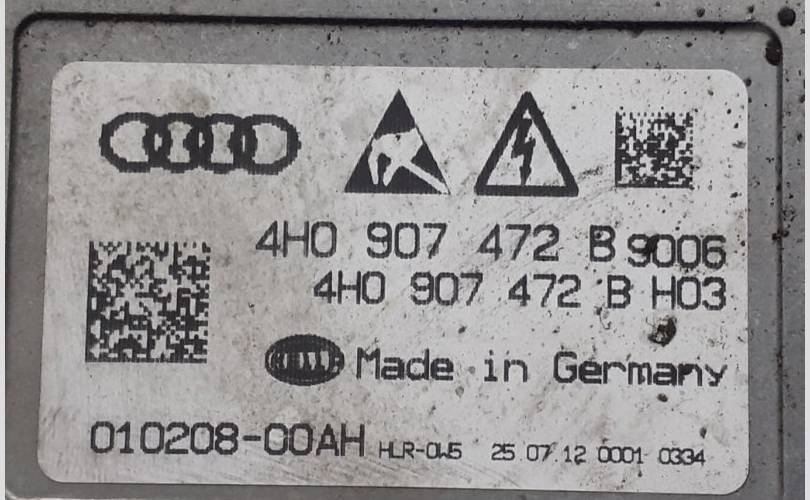 4H0 907 472 B 9006
4H0 907 472 B H03
Made in Germany
010208-00AH HLR-0W5 25.07.12 0001 0334